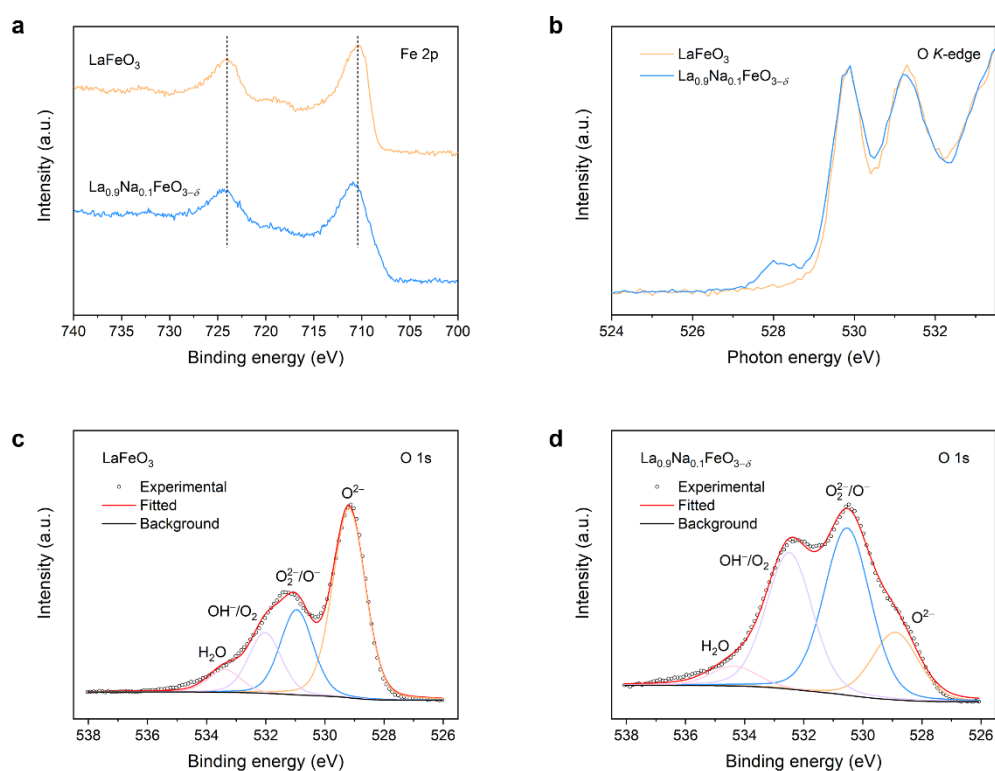 a
Fe 2p
LaFeO₃
La₀.₉Na₀.₁FeO₃₋δ
Intensity (a.u.)
740 735 730 725 720 715 710 705 700
Binding energy (eV)
b
LaFeO₃
La₀.₉Na₀.₁FeO₃₋δ
O K-edge
Intensity (a.u.)
524 526 528 530 532
Photon energy (eV)
c
LaFeO₃
O 1s
Experimental
Fitted
Background
O²⁻
O₂²⁻/O⁻
OH⁻/O₂
H₂O
Intensity (a.u.)
538 536 534 532 530 528 526
Binding energy (eV)
d
La₀.₉Na₀.₁FeO₃₋δ
O 1s
Experimental
Fitted
Background
O₂²⁻/O⁻
OH⁻/O₂
O²⁻
H₂O
Intensity (a.u.)
538 536 534 532 530 528 526
Binding energy (eV)